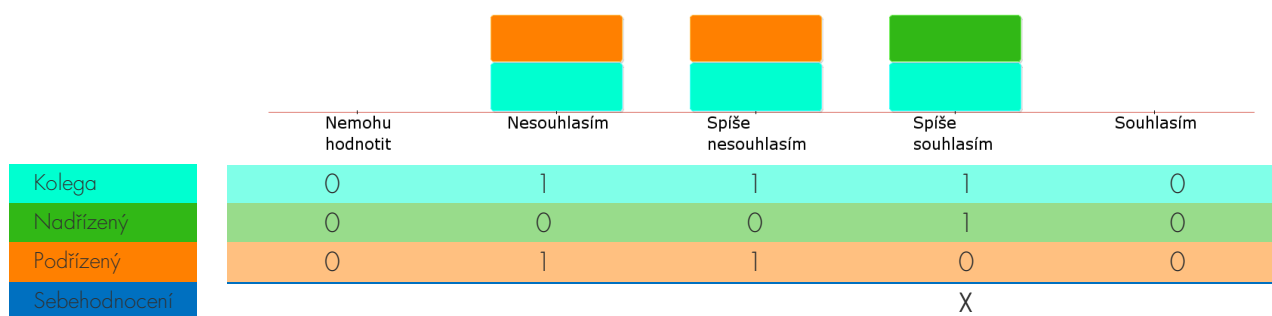 Nemohu
hodnotit
Nesouhlasím
Spíše
nesouhlasím
Spíše
souhlasím
Souhlasím
Kolega 0 1 1 1 0
Nadřízený 0 0 0 1 0
Podřízený 0 1 1 0 0
Sebehodnocení X